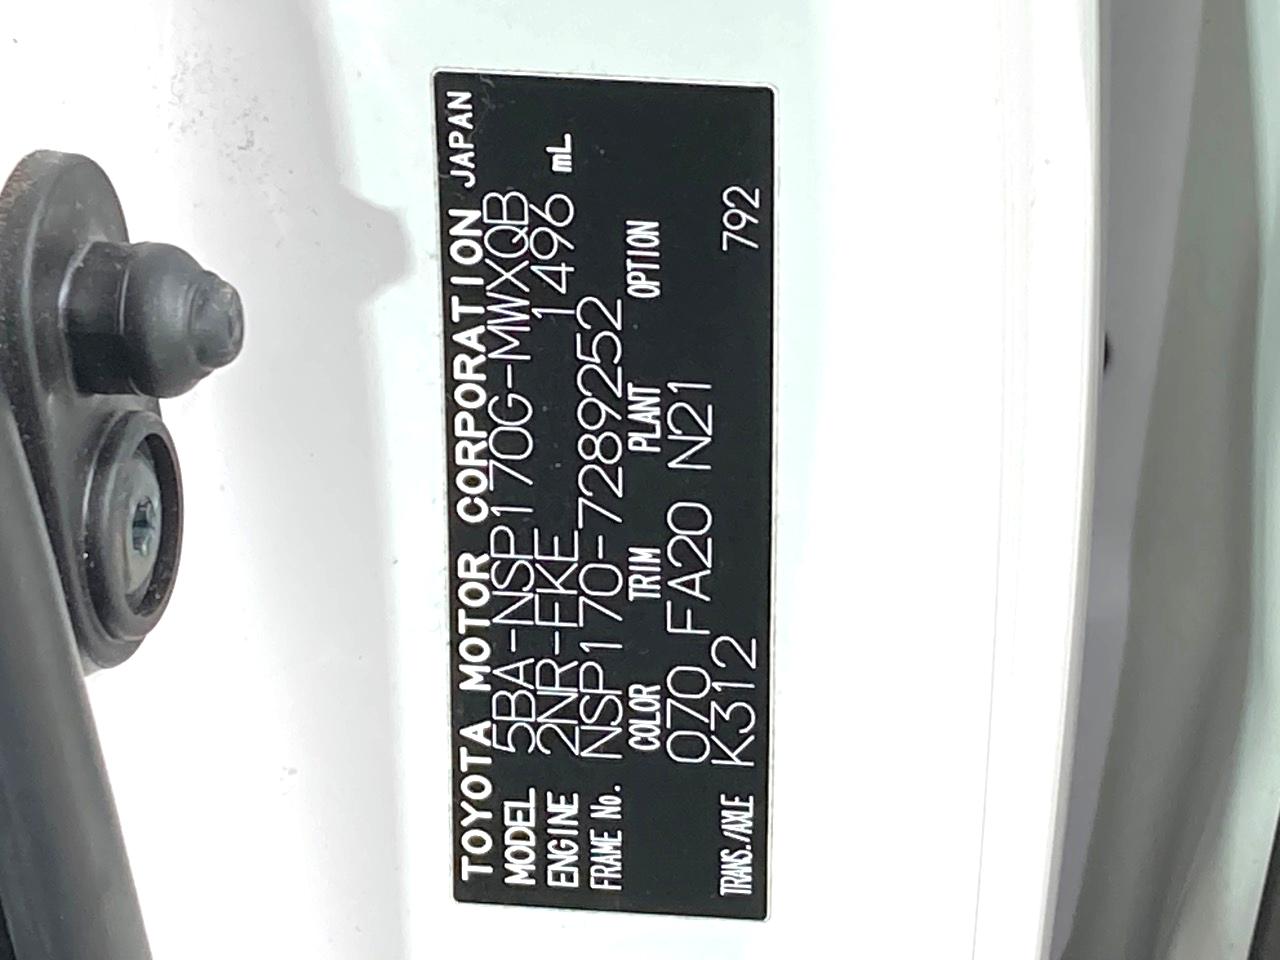 TOYOTA MOTOR CORPORATION JAPAN
MODEL 5BA-NSP170G-MWXQB
ENGINE 2NR-FKE 1496 mL
FRAME No. NSP170-7289252
COLOR TRIM PLANT OPTION
070 FA20 N21
TRANS./AXLE K312 792